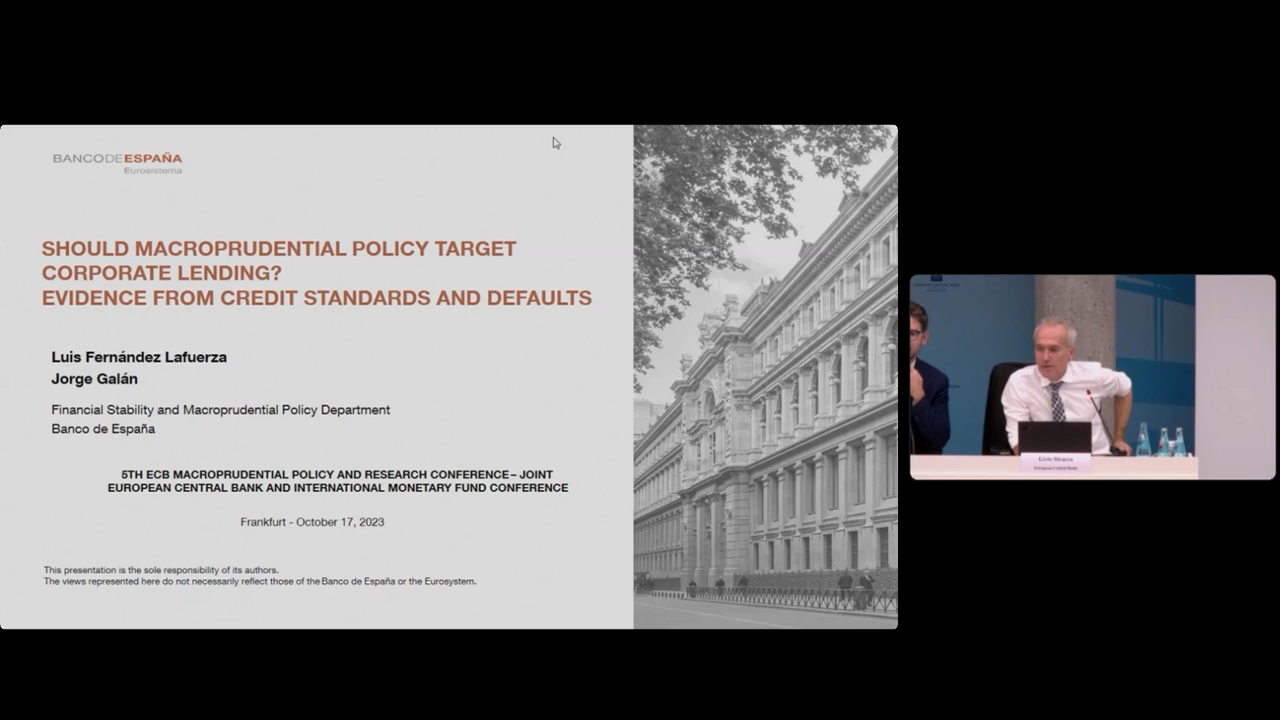 BANCODEESPAÑA
Eurosistema
SHOULD MACROPRUDENTIAL POLICY TARGET
CORPORATE LENDING?
EVIDENCE FROM CREDIT STANDARDS AND DEFAULTS
Luis Fernández Lafuerza
Jorge Galán
Financial Stability and Macroprudential Policy Department
Banco de España
5TH ECB MACROPRUDENTIAL POLICY AND RESEARCH CONFERENCE – JOINT
EUROPEAN CENTRAL BANK AND INTERNATIONAL MONETARY FUND CONFERENCE
Frankfurt - October 17, 2023
This presentation is the sole responsibility of its authors.
The views represented here do not necessarily reflect those of the Banco de España or the Eurosystem.
European Central Bank